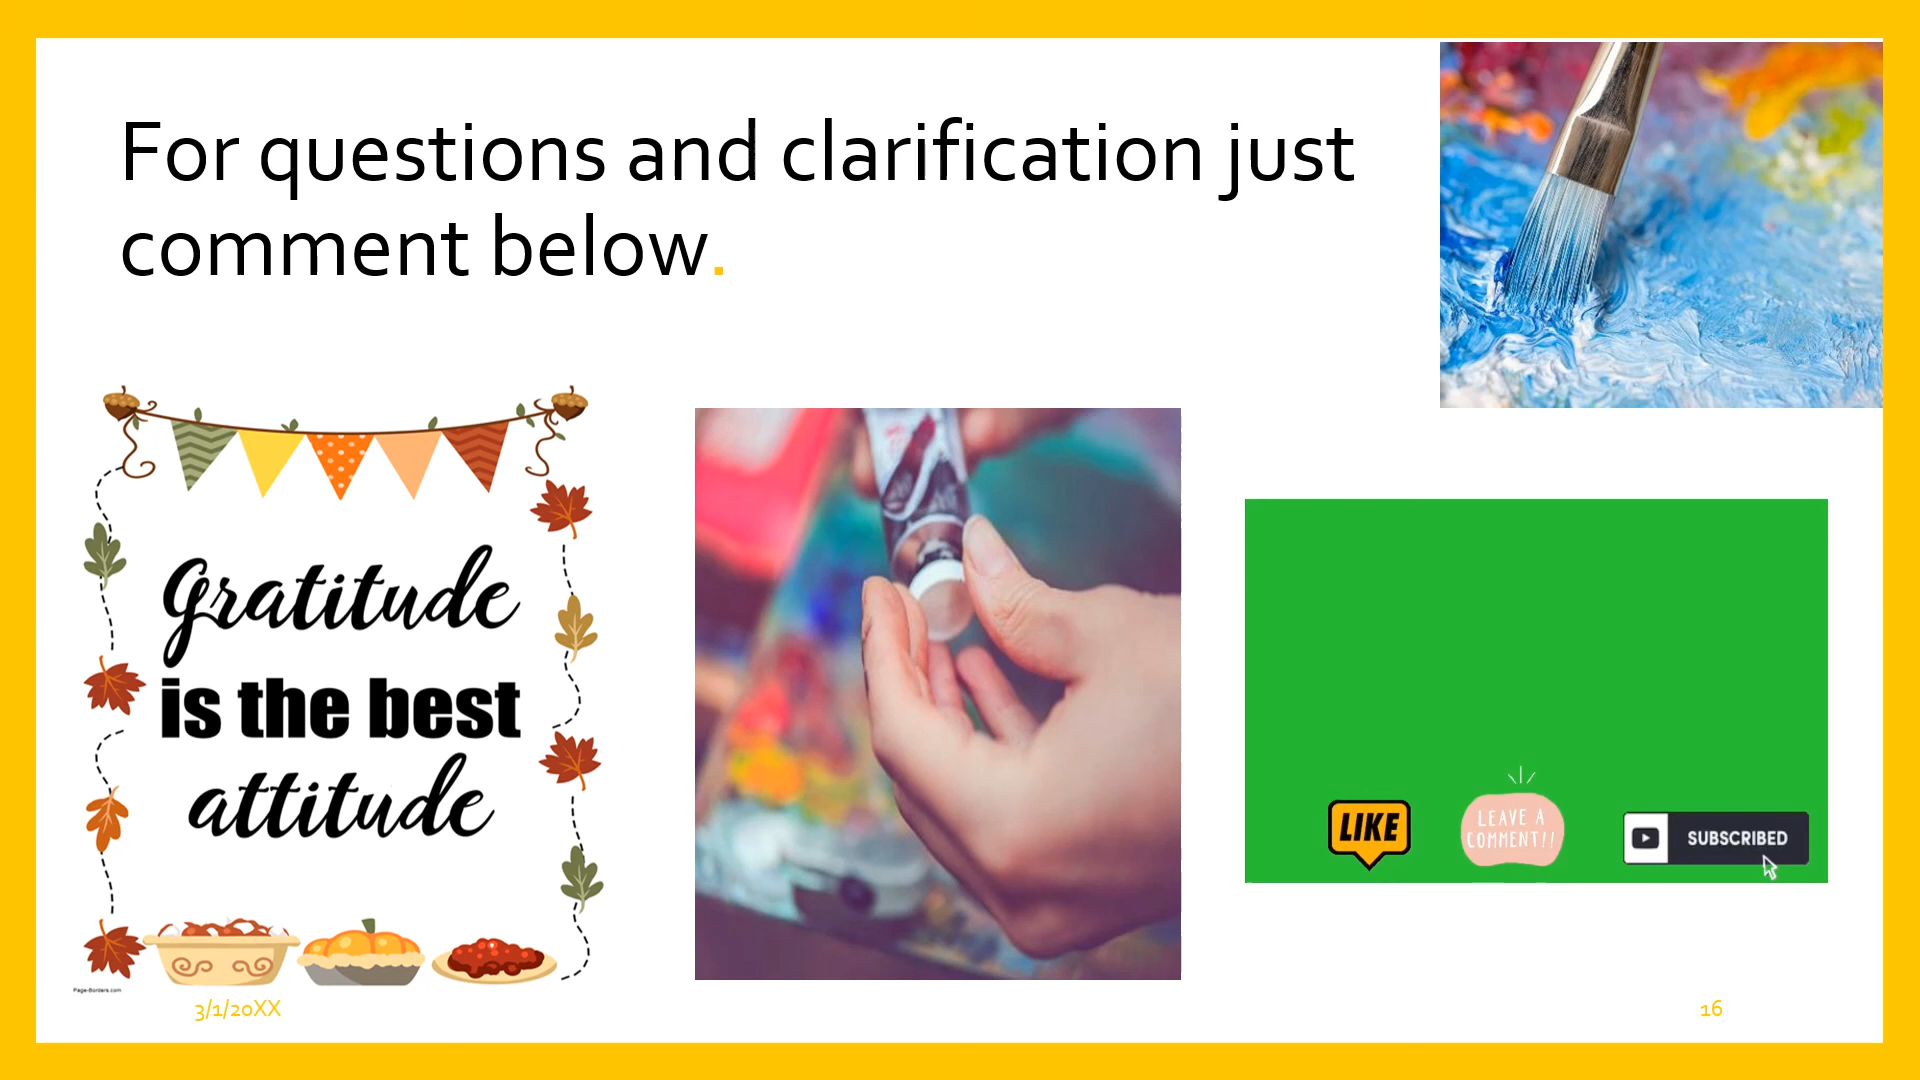 For questions and clarification just
comment below.
Gratitude
is the best
attitude
LIKE
LEAVE A
COMMENT!!
SUBSCRIBED
Page-Borders.com
3/1/20XX
16